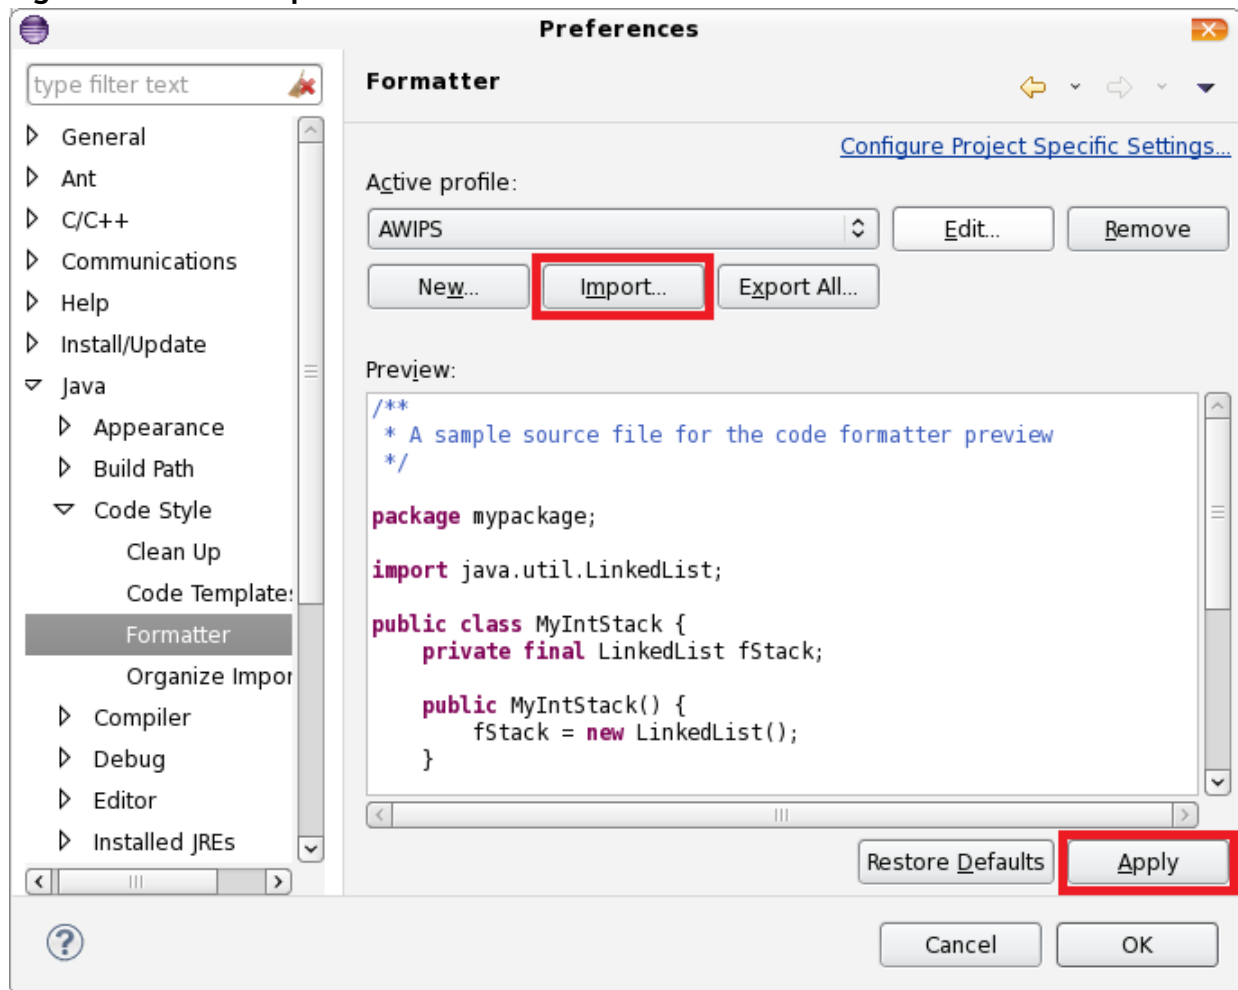 Preferences
type filter text
General
Ant
C/C++
Communications
Help
Install/Update
Java
Appearance
Build Path
Code Style
Clean Up
Code Template
Formatter
Organize Impor
Compiler
Debug
Editor
Installed JREs
Formatter
Configure Project Specific Settings...
Active profile:
AWIPS
Edit...
Remove
New...
Import...
Export All...
Preview:
/**
 * A sample source file for the code formatter preview
 */
package mypackage;
import java.util.LinkedList;
public class MyIntStack {
    private final LinkedList fStack;
    public MyIntStack() {
        fStack = new LinkedList();
    }
Restore Defaults
Apply
?
Cancel
OK